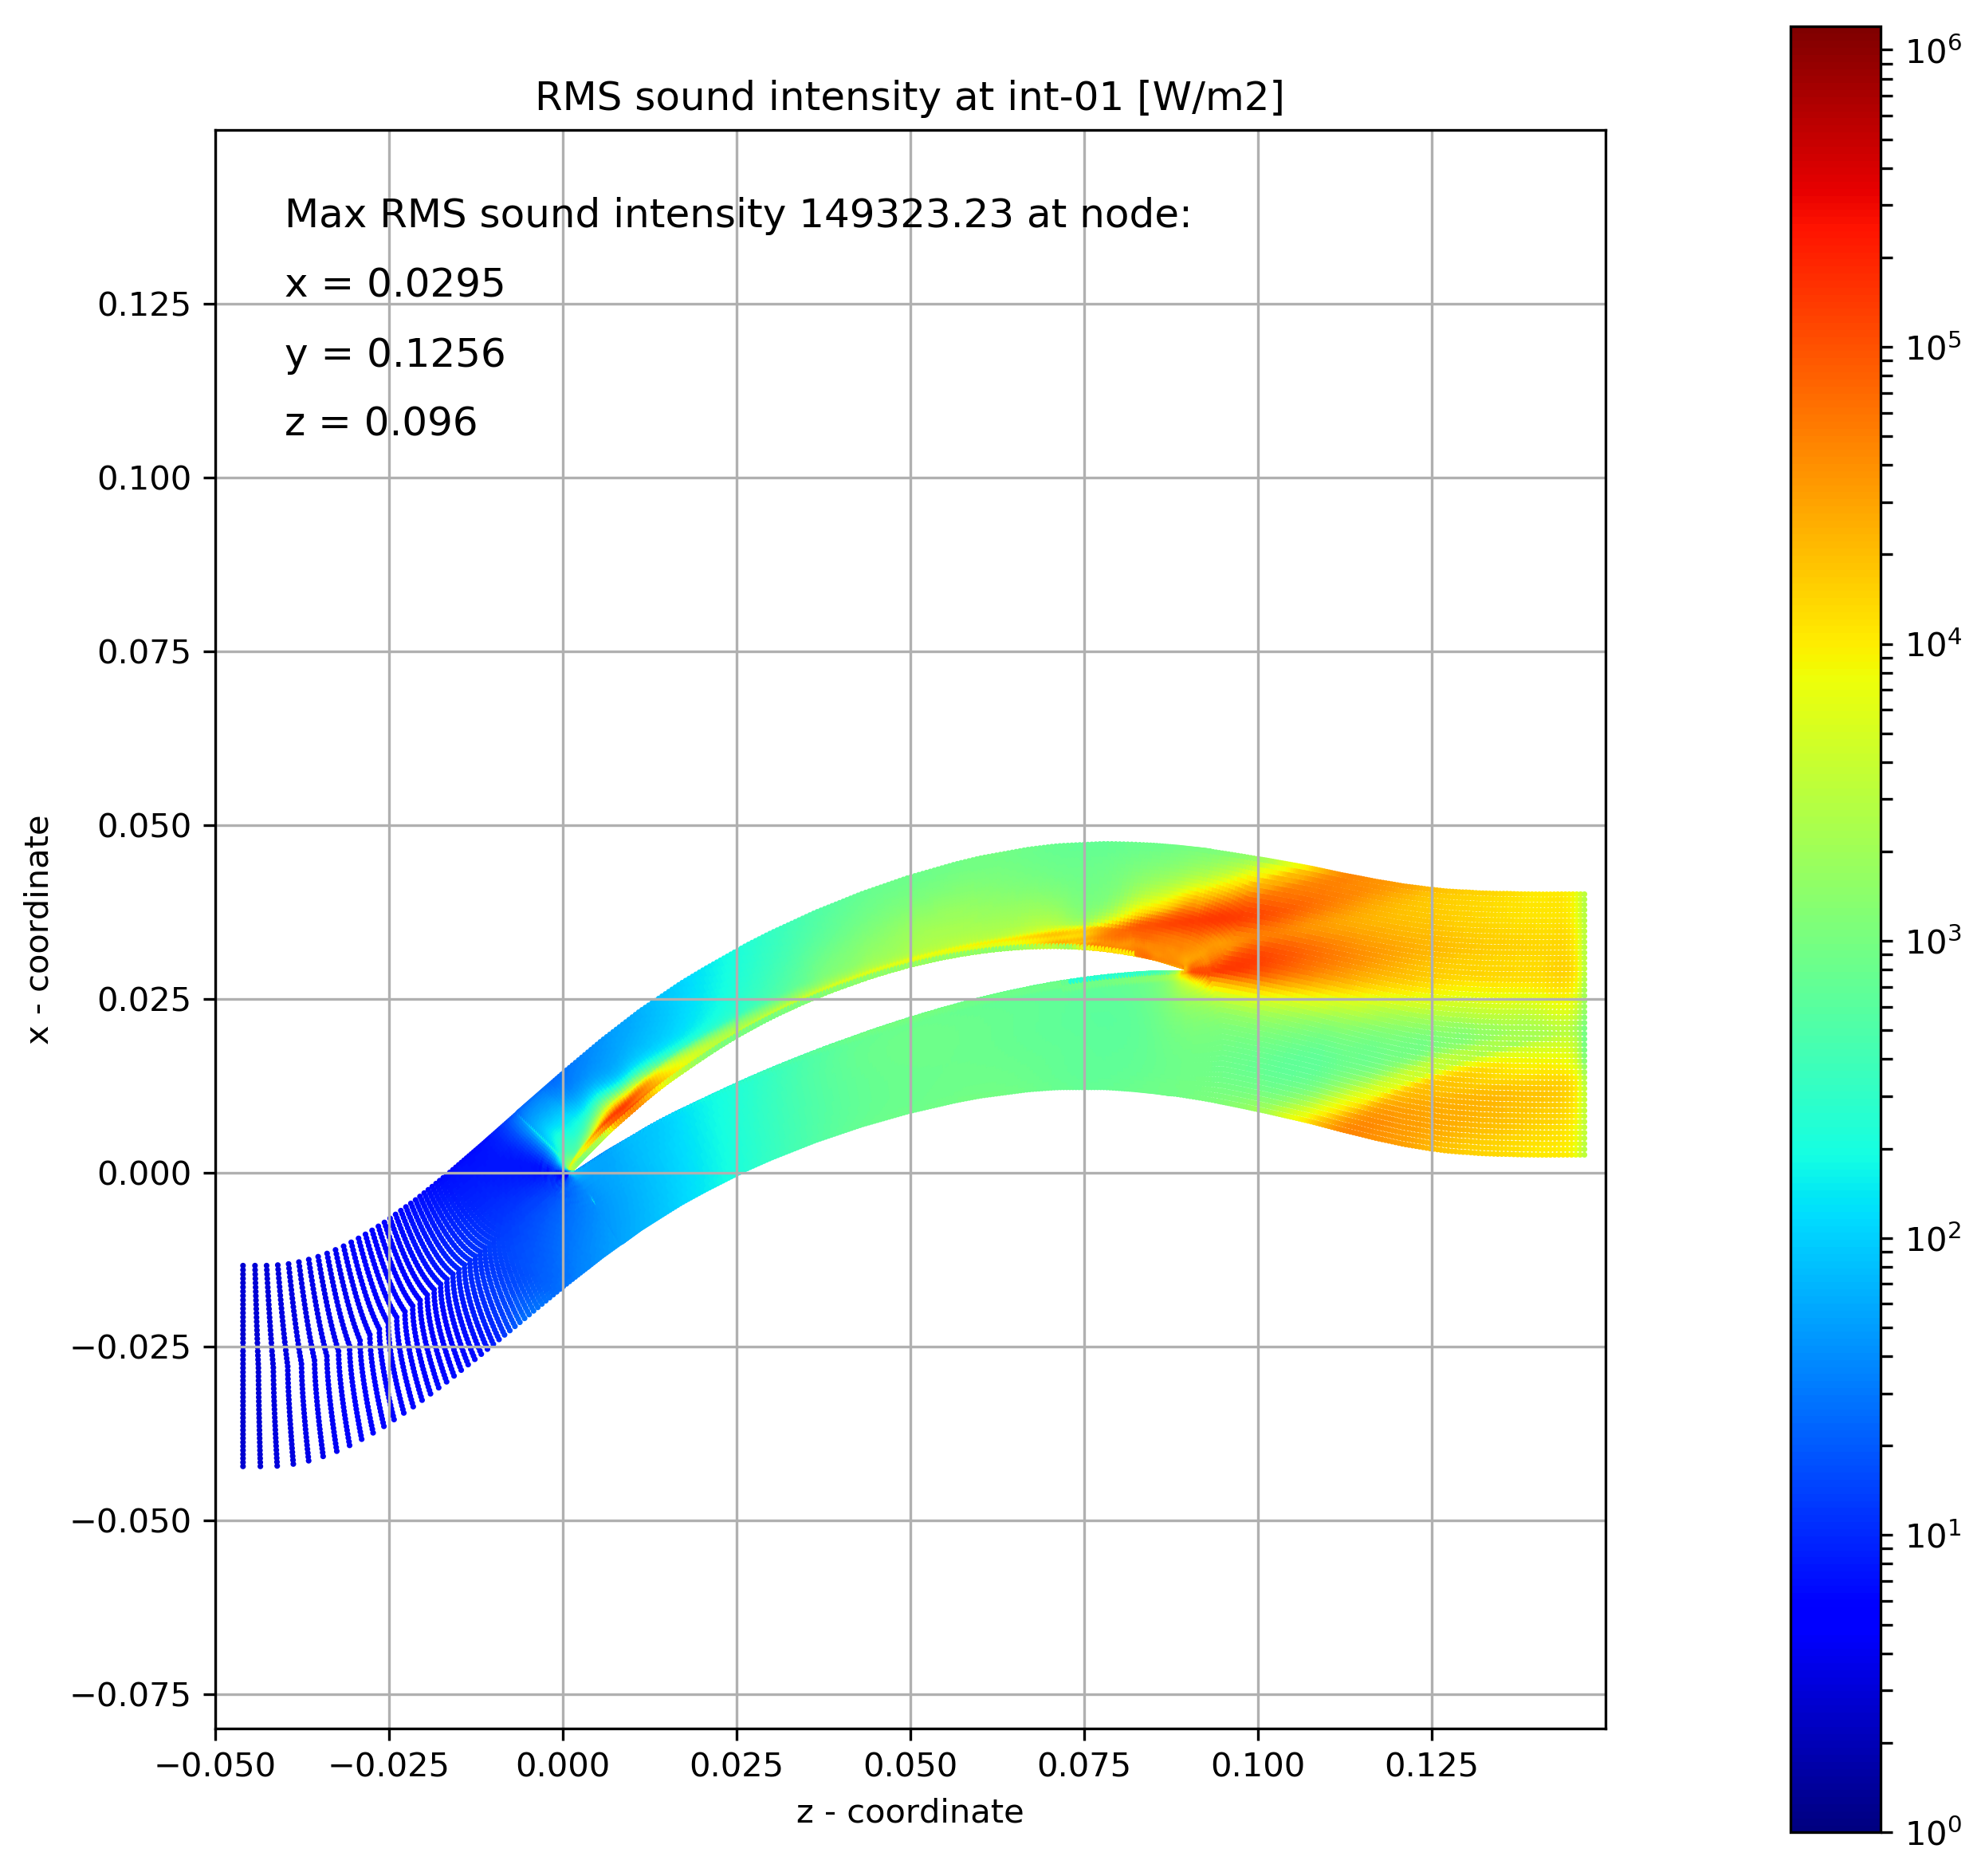 RMS sound intensity at int-01 [W/m2]
Max RMS sound intensity 149323.23 at node:
x = 0.0295
y = 0.1256
z = 0.096
x - coordinate
0.125
0.100
0.075
0.050
0.025
0.000
−0.025
−0.050
−0.075
−0.050 −0.025 0.000 0.025 0.050 0.075 0.100 0.125
z - coordinate
10⁶
10⁵
10⁴
10³
10²
10¹
10⁰